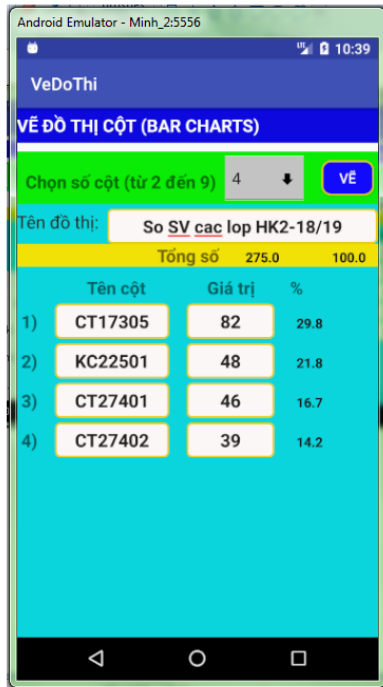 Android Emulator - Minh_2:5556
LTE 10:39
VeDoThi
VẼ ĐỒ THỊ CỘT (BAR CHARTS)
Chọn số cột (từ 2 đến 9) 4 VẼ
Tên đồ thị: So SV cac lop HK2-18/19
Tổng số 275.0 100.0
Tên cột Giá trị %
1) CT17305 82 29.8
2) KC22501 48 21.8
3) CT27401 46 16.7
4) CT27402 39 14.2